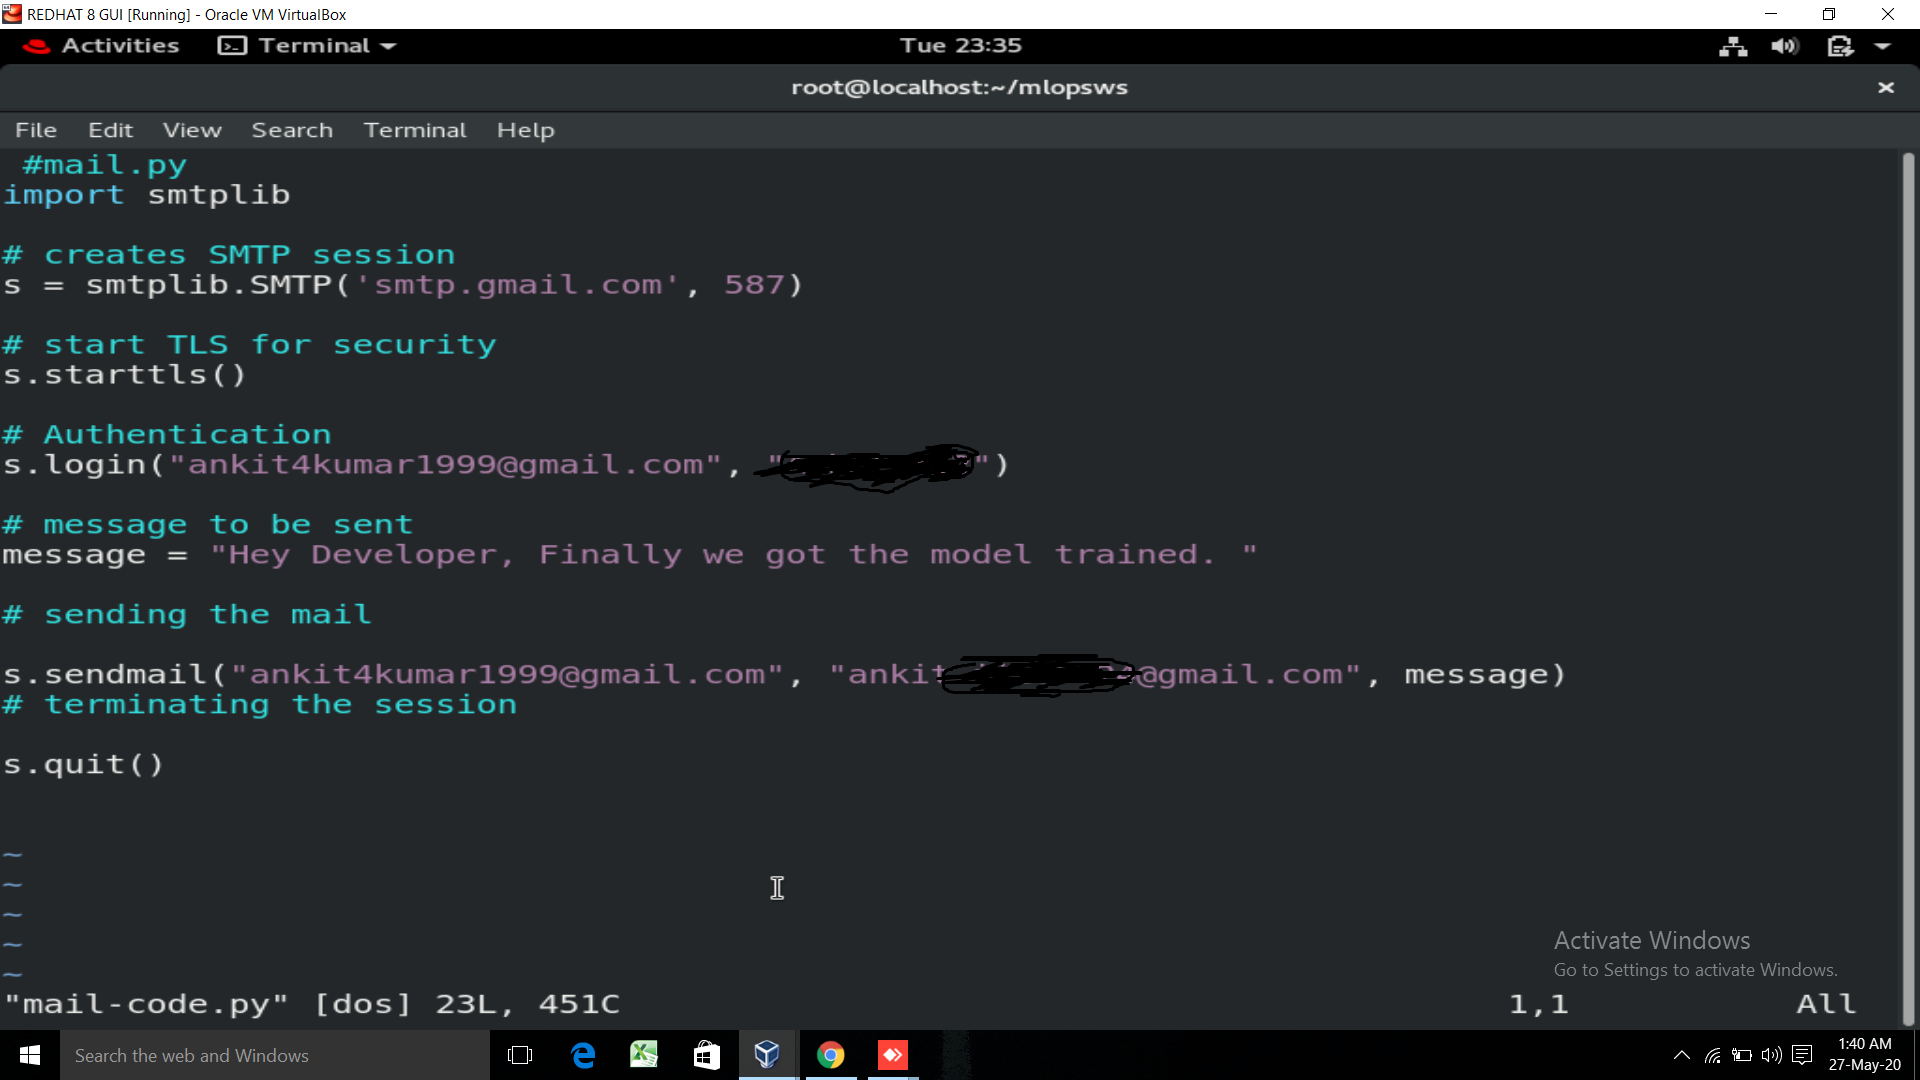 REDHAT 8 GUI [Running] - Oracle VM VirtualBox
Activities Terminal Tue 23:35
root@localhost:~/mlopsws
File Edit View Search Terminal Help
#mail.py
import smtplib
# creates SMTP session
s = smtplib.SMTP('smtp.gmail.com', 587)
# start TLS for security
s.starttls()
# Authentication
s.login("ankit4kumar1999@gmail.com", " ")
# message to be sent
message = "Hey Developer, Finally we got the model trained. "
# sending the mail
s.sendmail("ankit4kumar1999@gmail.com", " @gmail.com", message)
# terminating the session
s.quit()
~
~
~
~
~
Activate Windows
Go to Settings to activate Windows.
"mail-code.py" [dos] 23L, 451C 1,1 All
Search the web and Windows
1:40 AM
27-May-20